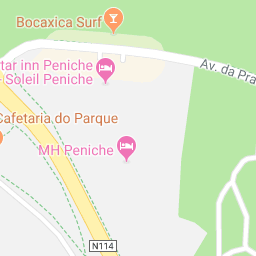 Bocaxica Surf
tar inn Peniche
- Soleil Peniche
Av. da Pra
Cafetaria do Parque
MH Peniche
N114